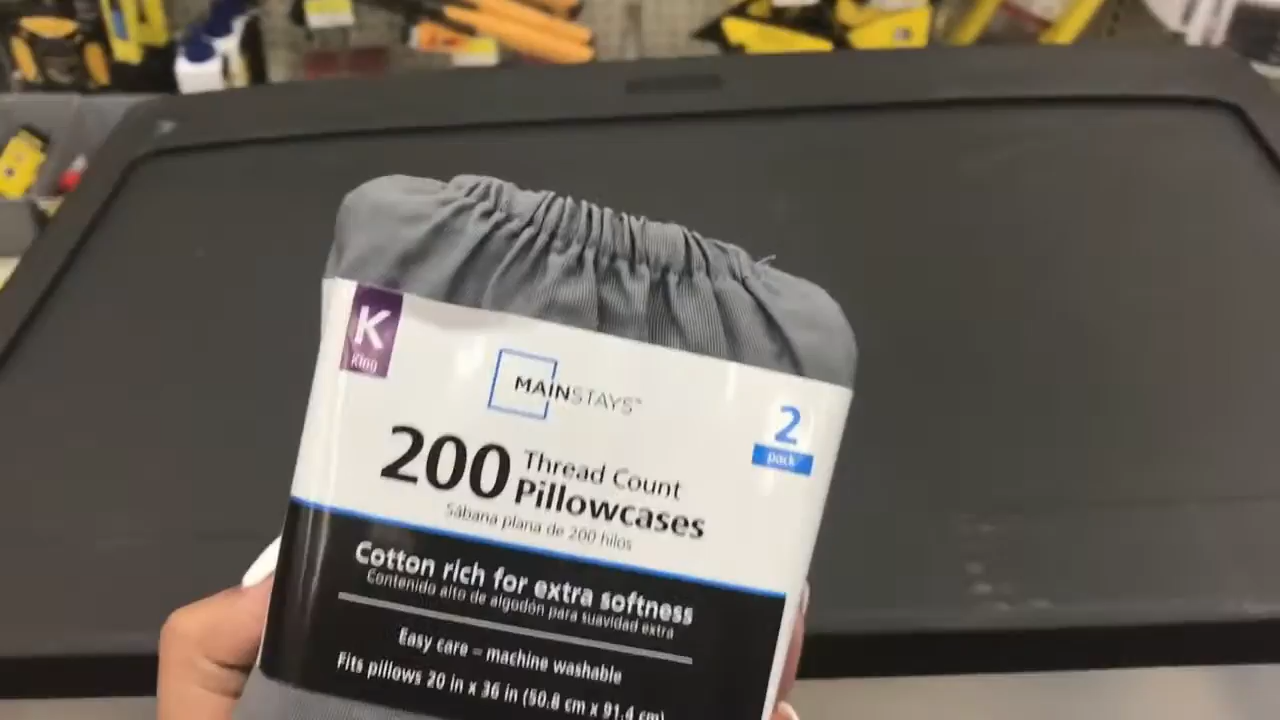 K
King
MAINSTAYS™
2
pack
200 Thread Count
Pillowcases
Sábana plana de 200 hilos
Cotton rich for extra softness
Contenido alto de algodón para suavidad extra
Easy care = machine washable
Fits pillows 20 in x 36 in (50.8 cm x 91.4 cm)